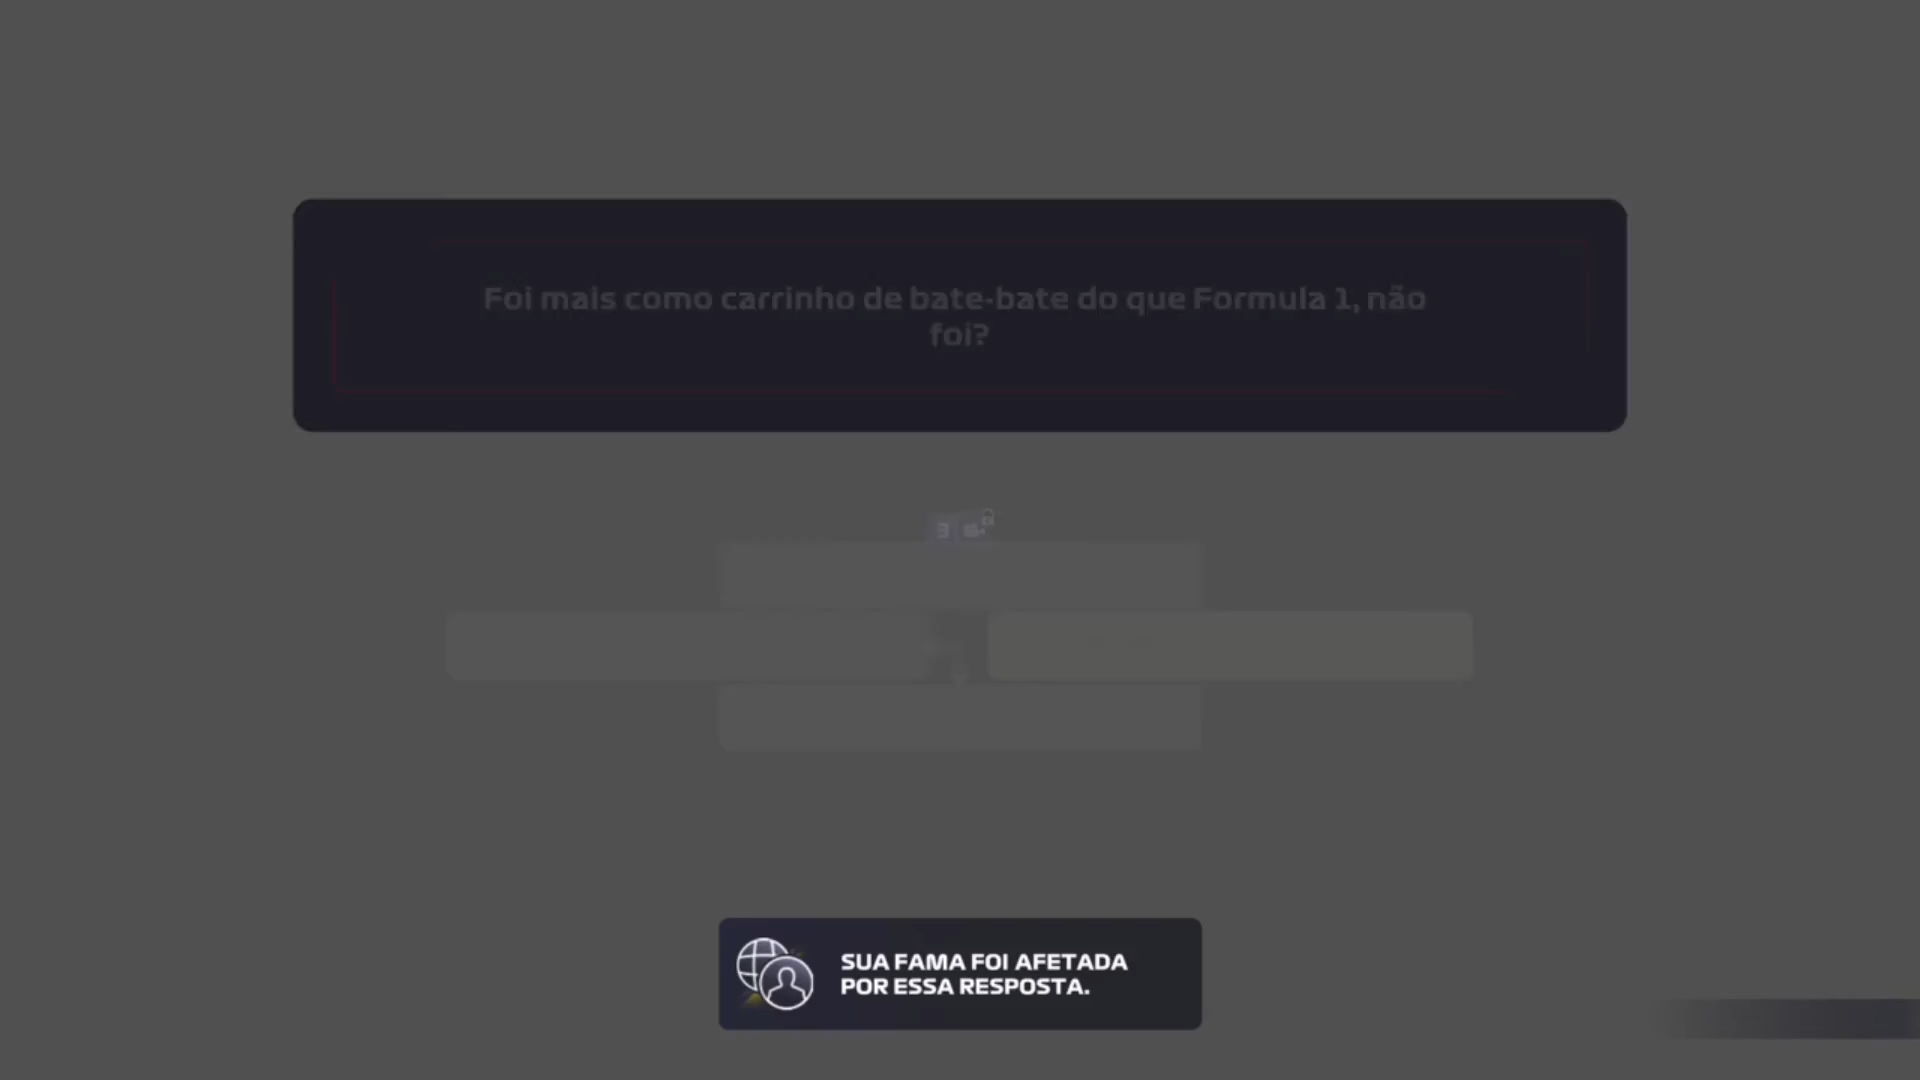 Foi mais como carrinho de bate-bate do que Formula 1, não
foi?
3
SUA FAMA FOI AFETADA
POR ESSA RESPOSTA.